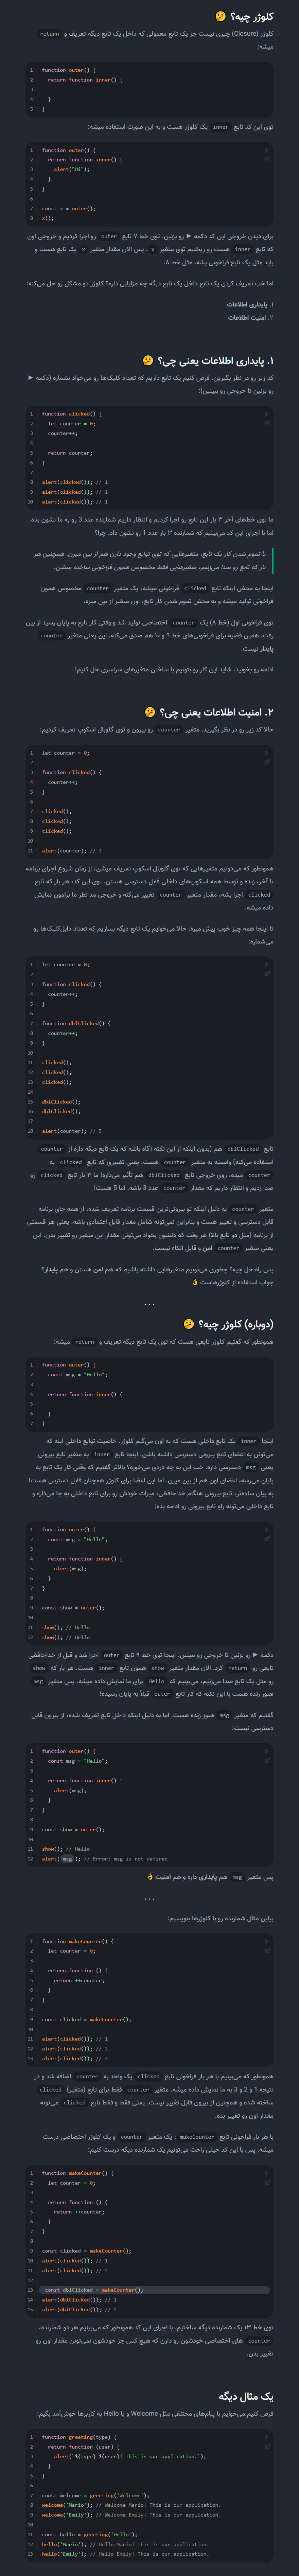 کلوژر چیه؟ 🤔
کلوژر (Closure) چیزی نیست جز یک تابع معمولی که داخل یک تابع دیگه تعریف و return
میشه:
1 function outer() {
2 return function inner() {
3
4 }
5 }
توی این کد تابع inner یک کلوژر هست و به این صورت استفاده میشه:
1 function outer() {
2 return function inner() {
3 alert("Hi");
4 }
5 }
6
7 const x = outer();
8 x();
برای دیدن خروجی این کد دکمه ► رو بزنین. توی خط ۷ تابع outer رو اجرا کردیم و خروجی اون
که تابع inner هست رو ریختیم توی متغیر x . پس الان مقدار متغیر x یک تابع هست و
باید مثل یک تابع فراخونی بشه. مثل خط ۸.
اما خب تعریف کردن یک تابع داخل یک تابع دیگه چه مزایایی داره؟ کلوژر دو مشکل رو حل می‌کنه:
۱. پایداری اطلاعات
۲. امنیت اطلاعات
۱. پایداری اطلاعات یعنی چی؟ 🤔
کد زیر رو در نظر بگیرین. فرض کنیم یک تابع داریم که تعداد کلیک‌ها رو می‌خواد بشماره (دکمه ►
رو بزنین تا خروجی رو ببینین):
1 function clicked() {
2 let counter = 0;
3 counter++;
4
5 return counter;
6 }
7
8 alert(clicked()); // 1
9 alert(clicked()); // 1
10 alert(clicked()); // 1
ما توی خط‌های آخر ۳ بار این تابع رو اجرا کردیم و انتظار داریم شمارنده عدد 3 رو به ما نشون بده.
اما با اجرای این کد می‌بینیم که شمارنده ۳ بار عدد 1 رو نشون داد. چرا؟
با تموم شدن کار یک تابع، متغیرهایی که توی تابع وجود دارن هم از بین میرن. همچنین هر
بار که تابع رو صدا می‌زنیم، متغیرهایی فقط مخصوص همون فراخونی ساخته میشن.
اینجا به محض اینکه تابع clicked فراخونی میشه، یک متغیر counter مخصوص همون
فراخونی تولید میشه و به محض تموم شدن کار تابع، اون متغیر از بین میره.
توی فراخونی اول (خط ۸) یک counter اختصاصی تولید شد و وقتی کار تابع به پایان رسید از بین
رفت. همین قضیه برای فراخونی‌های خط ۹ و ۱۰ هم صدق می‌کنه. این یعنی متغیر counter
پایدار نیست.
ادامه رو بخونید. شاید این کار رو بتونیم با ساختن متغیرهای سراسری حل کنیم!
۲. امنیت اطلاعات یعنی چی؟ 🤔
حالا کد زیر رو در نظر بگیرید. متغیر counter رو بیرون و توی گلوبال اسکوپ تعریف کردیم:
1 let counter = 0;
2
3 function clicked() {
4 counter++;
5 }
6
7 clicked();
8 clicked();
9 clicked();
10
11 alert(counter); // 3
همونطور که می‌دونین متغیرهایی که توی گلوبال اسکوپ تعریف میشن، از زمان شروع اجرای برنامه
تا آخر، زنده و توسط همه اسکوپ‌های داخلی قابل دسترسی هستن. توی این کد، هر بار که تابع
clicked اجرا بشه، مقدار متغیر counter تغییر می‌کنه و خروجی مد نظر ما برامون نمایش
داده میشه.
تا اینجا همه چیز خوب پیش میره. حالا می‌خوایم یک تابع دیگه بسازیم که تعداد دابل‌کلیک‌ها رو
می‌شماره:
1 let counter = 0;
2
3 function clicked() {
4 counter++;
5 }
6
7 function dblClicked() {
8 counter++;
9 }
10
11 clicked();
12 clicked();
13 clicked();
14
15 dblClicked();
16 dblClicked();
17
18 alert(counter); // 5
تابع dblClicked هم (بدون اینکه از این نکته آگاه باشه که یک تابع دیگه داره از counter
استفاده می‌کنه) وابسته به متغیر counter هست. یعنی تغییری که تابع clicked به
counter میده، روی خروجی تابع dblClicked هم تأثیر می‌ذاره! ما ۳ بار تابع clicked رو
صدا زدیم و انتظار داریم که مقدار counter عدد 3 باشه. اما 5 هست!
متغیر counter به دلیل اینکه تو بیرونی‌ترین قسمت برنامه تعریف شده، از همه جای برنامه
قابل دسترسی و تغییر هست و بنابراین نمی‌تونه شامل مقدار قابل اعتمادی باشه. یعنی هر قسمتی
از برنامه (مثل دو تابع بالا) هر وقت که دلشون بخواد می‌تونن مقدار این متغیر رو تغییر بدن. این
یعنی متغیر counter امن و قابل اتکاء نیست.
پس راه حل چیه؟ چطوری می‌تونیم متغیرهایی داشته باشیم که هم امن هستن و هم پایدار؟
جواب استفاده از کلوژرهاست 👌
...
(دوباره) کلوژر چیه؟ 🤔
همونطور که گفتیم کلوژر تابعی هست که توی یک تابع دیگه تعریف و return میشه:
1 function outer() {
2 const msg = "Hello";
3
4 return function inner() {
5
6 }
7 }
اینجا inner یک تابع داخلی هست که به اون می‌گیم کلوژر. خاصیت توابع داخلی اینه که
می‌تونن به اعضای تابع بیرونی دسترسی داشته باشن. اینجا تابع inner به متغیر تابع بیرونی
یعنی msg دسترسی داره. خب این به چه دردی می‌خوره؟ بالاتر گفتیم که وقتی کار یک تابع به
پایان می‌رسه، اعضای اون هم از بین میرن. اما این اعضا برای کلوژر همچنان قابل دسترس هست!
به بیان ساده‌تر، تابع بیرونی هنگام خداحافظی، میراث خودش رو برای تابع داخلی به جا می‌ذاره و
تابع داخلی می‌تونه راهِ تابع بیرونی رو ادامه بده:
1 function outer() {
2 const msg = "Hello";
3
4 return function inner() {
5 alert(msg);
6 }
7 }
8
9 const show = outer();
10
11 show(); // Hello
12 show(); // Hello
دکمه ► رو بزنین تا خروجی رو ببینین. اینجا توی خط ۹ تابع outer اجرا شد و قبل از خداحافظی
تابعی رو return کرد. الان مقدار متغیر show همون تابع inner هست. هر بار که show
رو مثل یک تابع صدا می‌زنیم، می‌بینیم که Hello برای ما نمایش داده میشه. پس متغیر msg
هنوز زنده هست با این نکته که کار تابع outer قبلاً به پایان رسیده!
گفتیم که متغیر msg هنوز زنده هست. اما به دلیل اینکه داخل تابع تعریف شده، از بیرون قابل
دسترسی نیست:
1 function outer() {
2 const msg = "Hello";
3
4 return function inner() {
5 alert(msg);
6 }
7 }
8
9 const show = outer();
10
11 show(); // Hello
12 alert(msg); // Error: msg is not defined
پس متغیر msg هم پایداری داره و هم امنیت 👌
...
بیاین مثال شمارنده رو با کلوژرها بنویسیم:
1 function makeCounter() {
2 let counter = 0;
3
4 return function () {
5 return ++counter;
6 }
7 }
8
9 const clicked = makeCounter();
10
11 alert(clicked()); // 1
12 alert(clicked()); // 2
13 alert(clicked()); // 3
همونطور که می‌بینین با هر بار فراخونی تابع clicked یک واحد به counter اضافه شد و در
نتیجه 1 و 2 و 3 به ما نمایش داده میشه. متغیر counter فقط برای تابع (متغیر) clicked
ساخته شده و همچنین از بیرون قابل تغییر نیست. یعنی فقط و فقط تابع clicked می‌تونه
مقدار اون رو تغییر بده.
با هر بار فراخونی تابع makeCounter ، یک متغیر counter و یک کلوژر اختصاصی درست
میشه. پس با این کد خیلی راحت می‌تونیم یک شمارنده دیگه درست کنیم:
1 function makeCounter() {
2 let counter = 0;
3
4 return function () {
5 return ++counter;
6 }
7 }
8
9 const clicked = makeCounter();
10 alert(clicked()); // 1
11 alert(clicked()); // 2
12
13 const dblClicked = makeCounter();
14 alert(dblClicked()); // 1
15 alert(dblClicked()); // 2
توی خط ۱۳ یک شمارنده دیگه ساختیم. با اجرای این کد همونطور که می‌بینیم هر دو شمارنده،
counter های اختصاصی خودشون رو دارن که هیچ کس جز خودشون نمی‌تونن مقدار اون رو
تغییر بدن.
یک مثال دیگه
فرض کنیم می‌خوایم با پیام‌های مختلفی مثل Welcome و یا Hello به کاربرها خوش‌آمد بگیم:
1 function greeting(type) {
2 return function (user) {
3 alert(`${type} ${user}! This is our application.`);
4 }
5 }
6
7 const welcome = greeting('Welcome');
8 welcome('Mario'); // Welcome Mario! This is our application.
9 welcome('Emily'); // Welcome Emily! This is our application.
10
11 const hello = greeting('Hello');
12 hello('Mario'); // Hello Mario! This is our application.
13 hello('Emily'); // Hello Emily! This is our application.